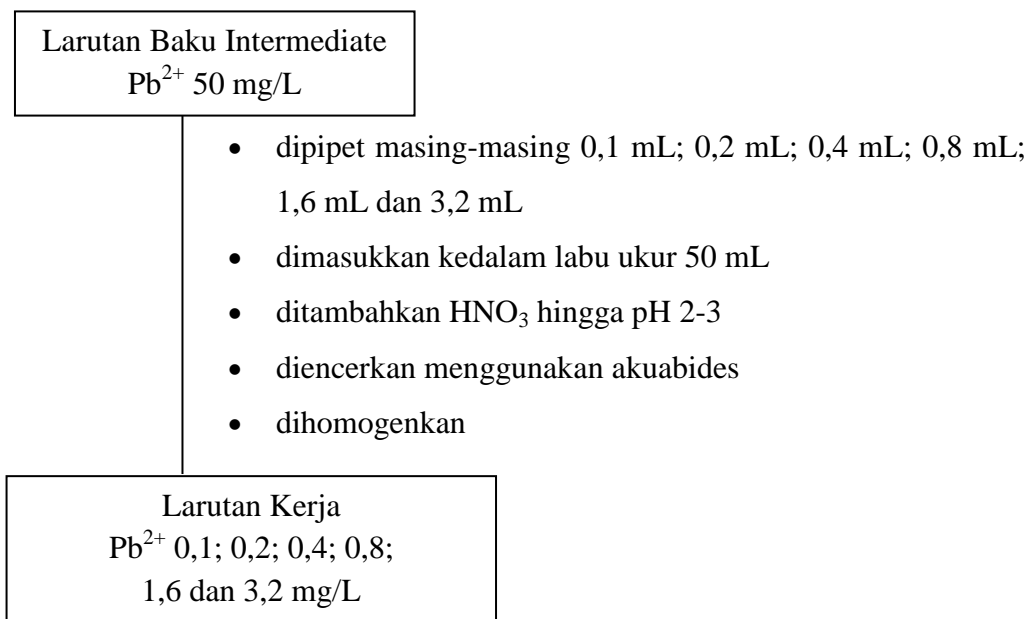 Larutan Baku Intermediate
Pb²⁺ 50 mg/L
• dipipet masing-masing 0,1 mL; 0,2 mL; 0,4 mL; 0,8 mL;
1,6 mL dan 3,2 mL
• dimasukkan kedalam labu ukur 50 mL
• ditambahkan HNO₃ hingga pH 2-3
• diencerkan menggunakan akuabides
• dihomogenkan
Larutan Kerja
Pb²⁺ 0,1; 0,2; 0,4; 0,8;
1,6 dan 3,2 mg/L